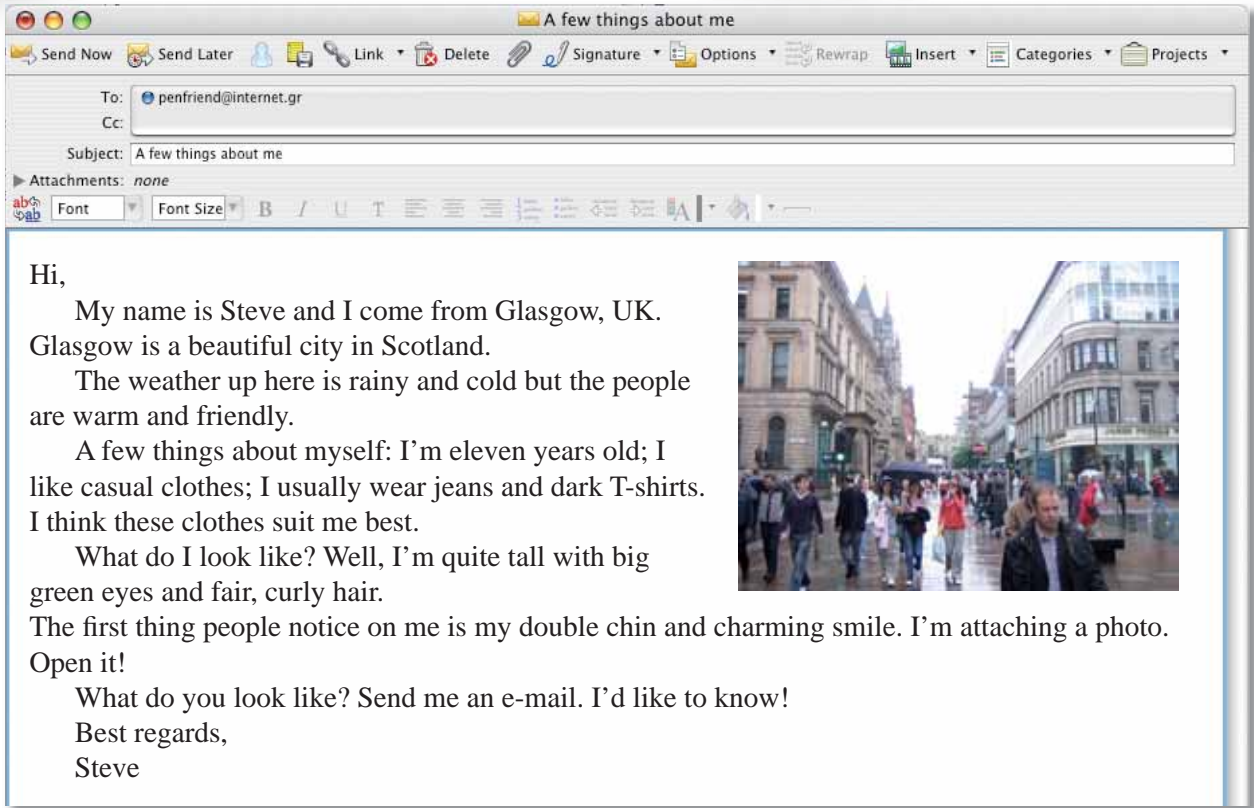 A few things about me
Send Now Send Later Link Delete Signature Options Rewrap Insert Categories Projects
To: penfriend@internet.gr
Cc:
Subject: A few things about me
Attachments: none
Font Font Size B I U T
Hi,
My name is Steve and I come from Glasgow, UK.
Glasgow is a beautiful city in Scotland.
The weather up here is rainy and cold but the people
are warm and friendly.
A few things about myself: I’m eleven years old; I
like casual clothes; I usually wear jeans and dark T-shirts.
I think these clothes suit me best.
What do I look like? Well, I’m quite tall with big
green eyes and fair, curly hair.
The first thing people notice on me is my double chin and charming smile. I’m attaching a photo.
Open it!
What do you look like? Send me an e-mail. I’d like to know!
Best regards,
Steve